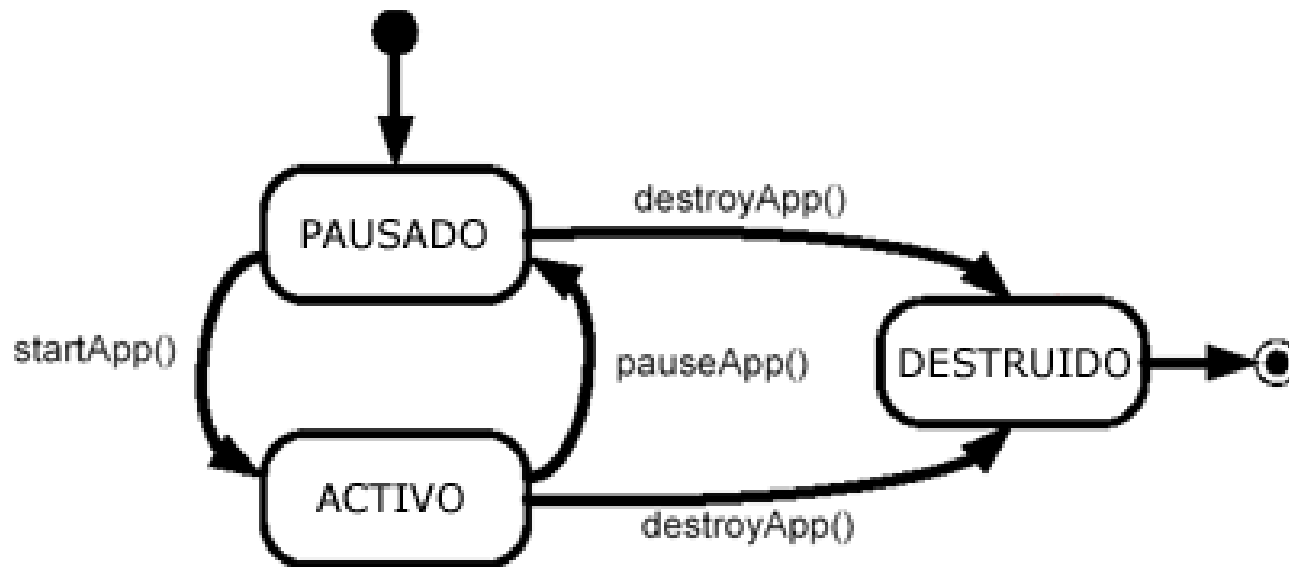 destroyApp()
PAUSADO
startApp()
pauseApp()
DESTRUIDO
ACTIVO
destroyApp()